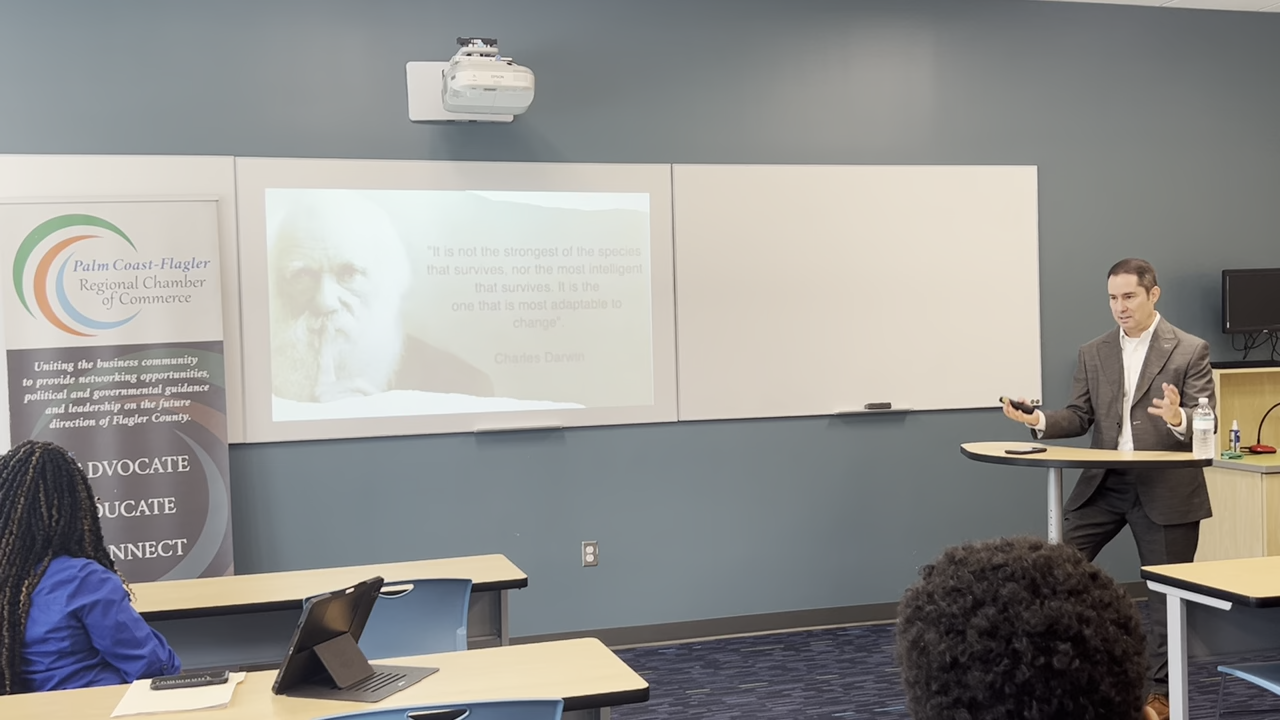 Palm Coast-Flagler
Regional Chamber
of Commerce
Uniting the business community
to provide networking opportunities,
political and governmental guidance
and leadership on the future
direction of Flagler County.
DVOCATE
DUCATE
NNECT
"It is not the strongest of the species
that survives, nor the most intelligent
that survives. It is the
one that is most adaptable to
change".
Charles Darwin
EPSON